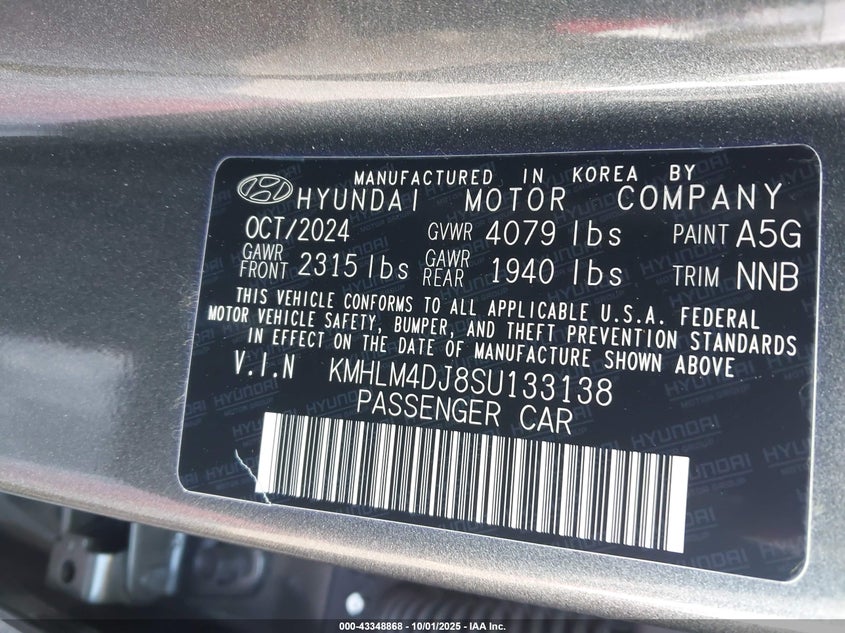 MANUFACTURED IN KOREA BY
HYUNDAI MOTOR COMPANY
OCT/2024 GVWR 4079 lbs PAINT A5G
GAWR FRONT 2315 lbs GAWR REAR 1940 lbs TRIM NNB
THIS VEHICLE CONFORMS TO ALL APPLICABLE U.S.A. FEDERAL
MOTOR VEHICLE SAFETY, BUMPER, AND THEFT PREVENTION STANDARDS
IN EFFECT ON THE DATE OF MANUFACTURE SHOWN ABOVE
V.I.N KMHLM4DJ8SU133138
PASSENGER CAR
000-43348868 - 10/01/2025 - IAA Inc.